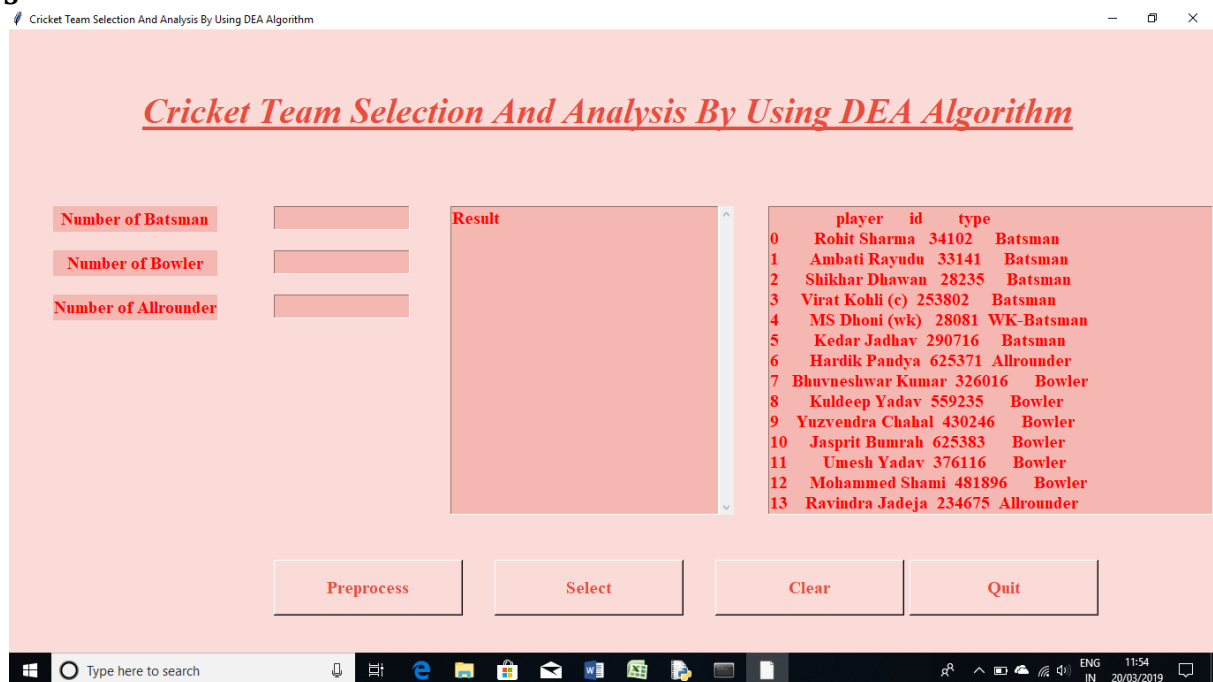 Cricket Team Selection And Analysis By Using DEA Algorithm
Cricket Team Selection And Analysis By Using DEA Algorithm
Number of Batsman
Number of Bowler
Number of Allrounder
Result
player id type
0 Rohit Sharma 34102 Batsman
1 Ambati Rayudu 33141 Batsman
2 Shikhar Dhawan 28235 Batsman
3 Virat Kohli (c) 253802 Batsman
4 MS Dhoni (wk) 28081 WK-Batsman
5 Kedar Jadhav 290716 Batsman
6 Hardik Pandya 625371 Allrounder
7 Bhuvneshwar Kumar 326016 Bowler
8 Kuldeep Yadav 559235 Bowler
9 Yuzvendra Chahal 430246 Bowler
10 Jasprit Bumrah 625383 Bowler
11 Umesh Yadav 376116 Bowler
12 Mohammed Shami 481896 Bowler
13 Ravindra Jadeja 234675 Allrounder
Preprocess Select Clear Quit
Type here to search
ENG 11:54
IN 20/03/2019